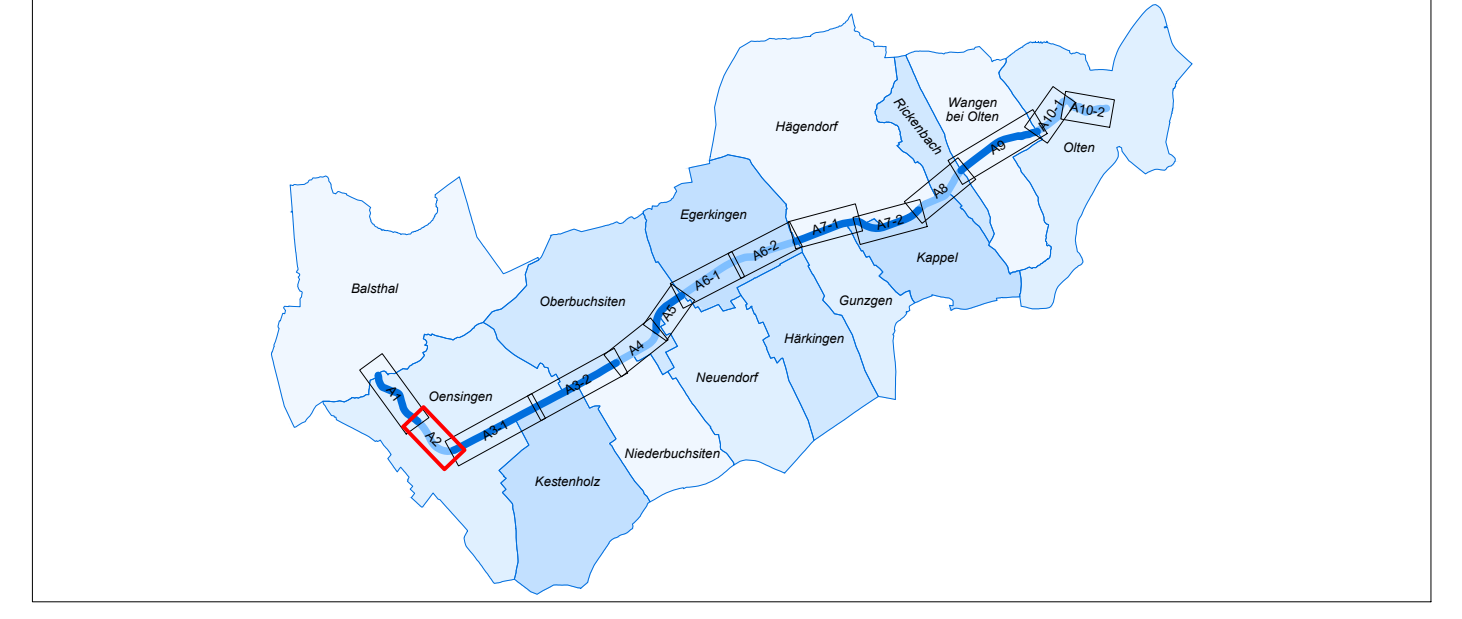 Hägendorf
Rickenbach
Wangen
bei Olten
A10-1
A10-2
Olten
A9
A8
Egerkingen
A7-1
A7-2
A6-2
A6-1
Kappel
Balsthal
Oberbuchsiten
Gunzgen
A5
Härkingen
A4
Neuendorf
A3-2
A1
Oensingen
A2
A3-1
Niederbuchsiten
Kestenholz